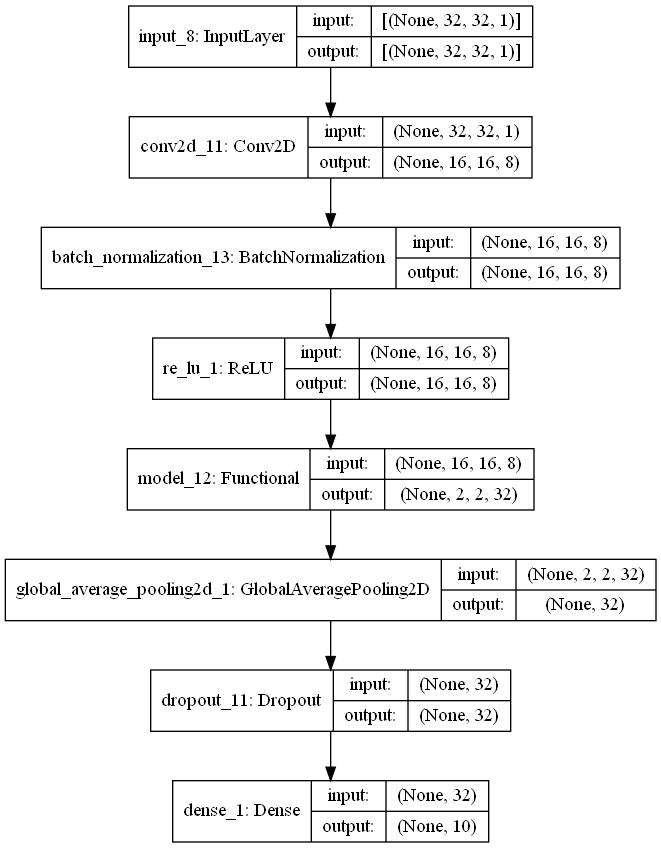 input_8: InputLayer
input:
[(None, 32, 32, 1)]
output:
[(None, 32, 32, 1)]
conv2d_11: Conv2D
input:
(None, 32, 32, 1)
output:
(None, 16, 16, 8)
batch_normalization_13: BatchNormalization
input:
(None, 16, 16, 8)
output:
(None, 16, 16, 8)
re_lu_1: ReLU
input:
(None, 16, 16, 8)
output:
(None, 16, 16, 8)
model_12: Functional
input:
(None, 16, 16, 8)
output:
(None, 2, 2, 32)
global_average_pooling2d_1: GlobalAveragePooling2D
input:
(None, 2, 2, 32)
output:
(None, 32)
dropout_11: Dropout
input:
(None, 32)
output:
(None, 32)
dense_1: Dense
input:
(None, 32)
output:
(None, 10)